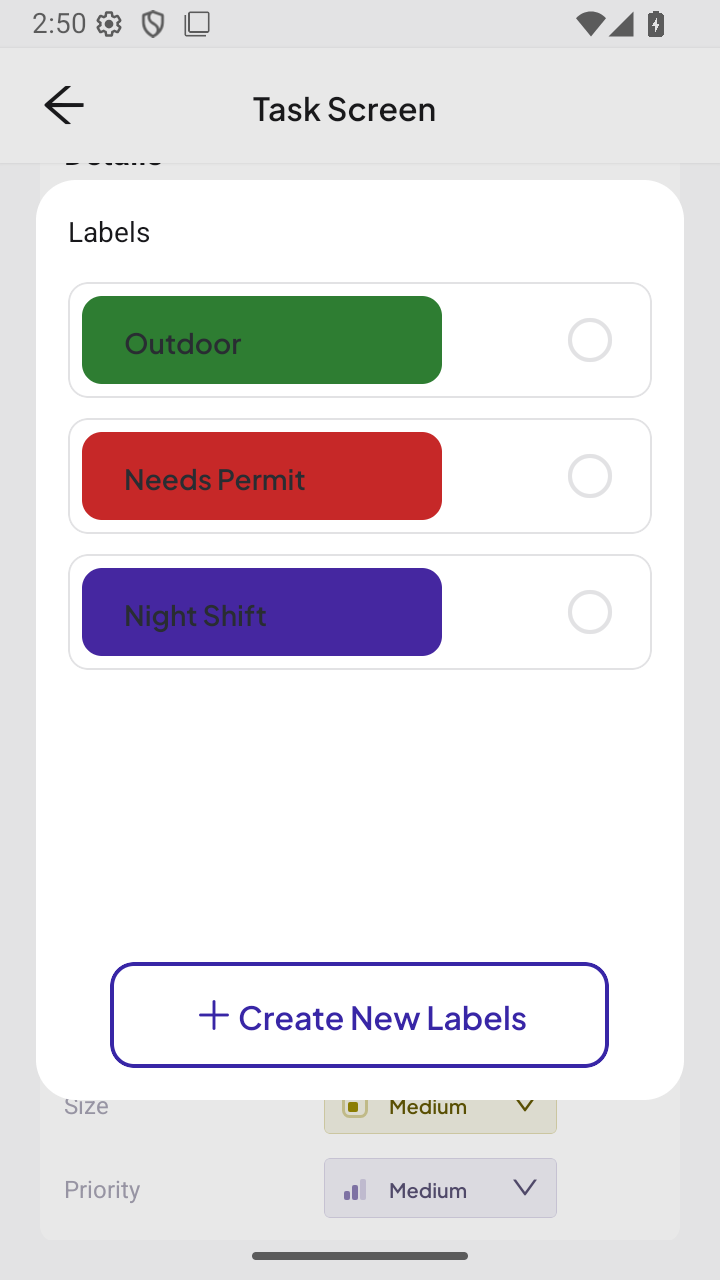 2:50
Task Screen
Labels
Outdoor
Needs Permit
Night Shift
Create New Labels
Size
Medium
Priority
Medium